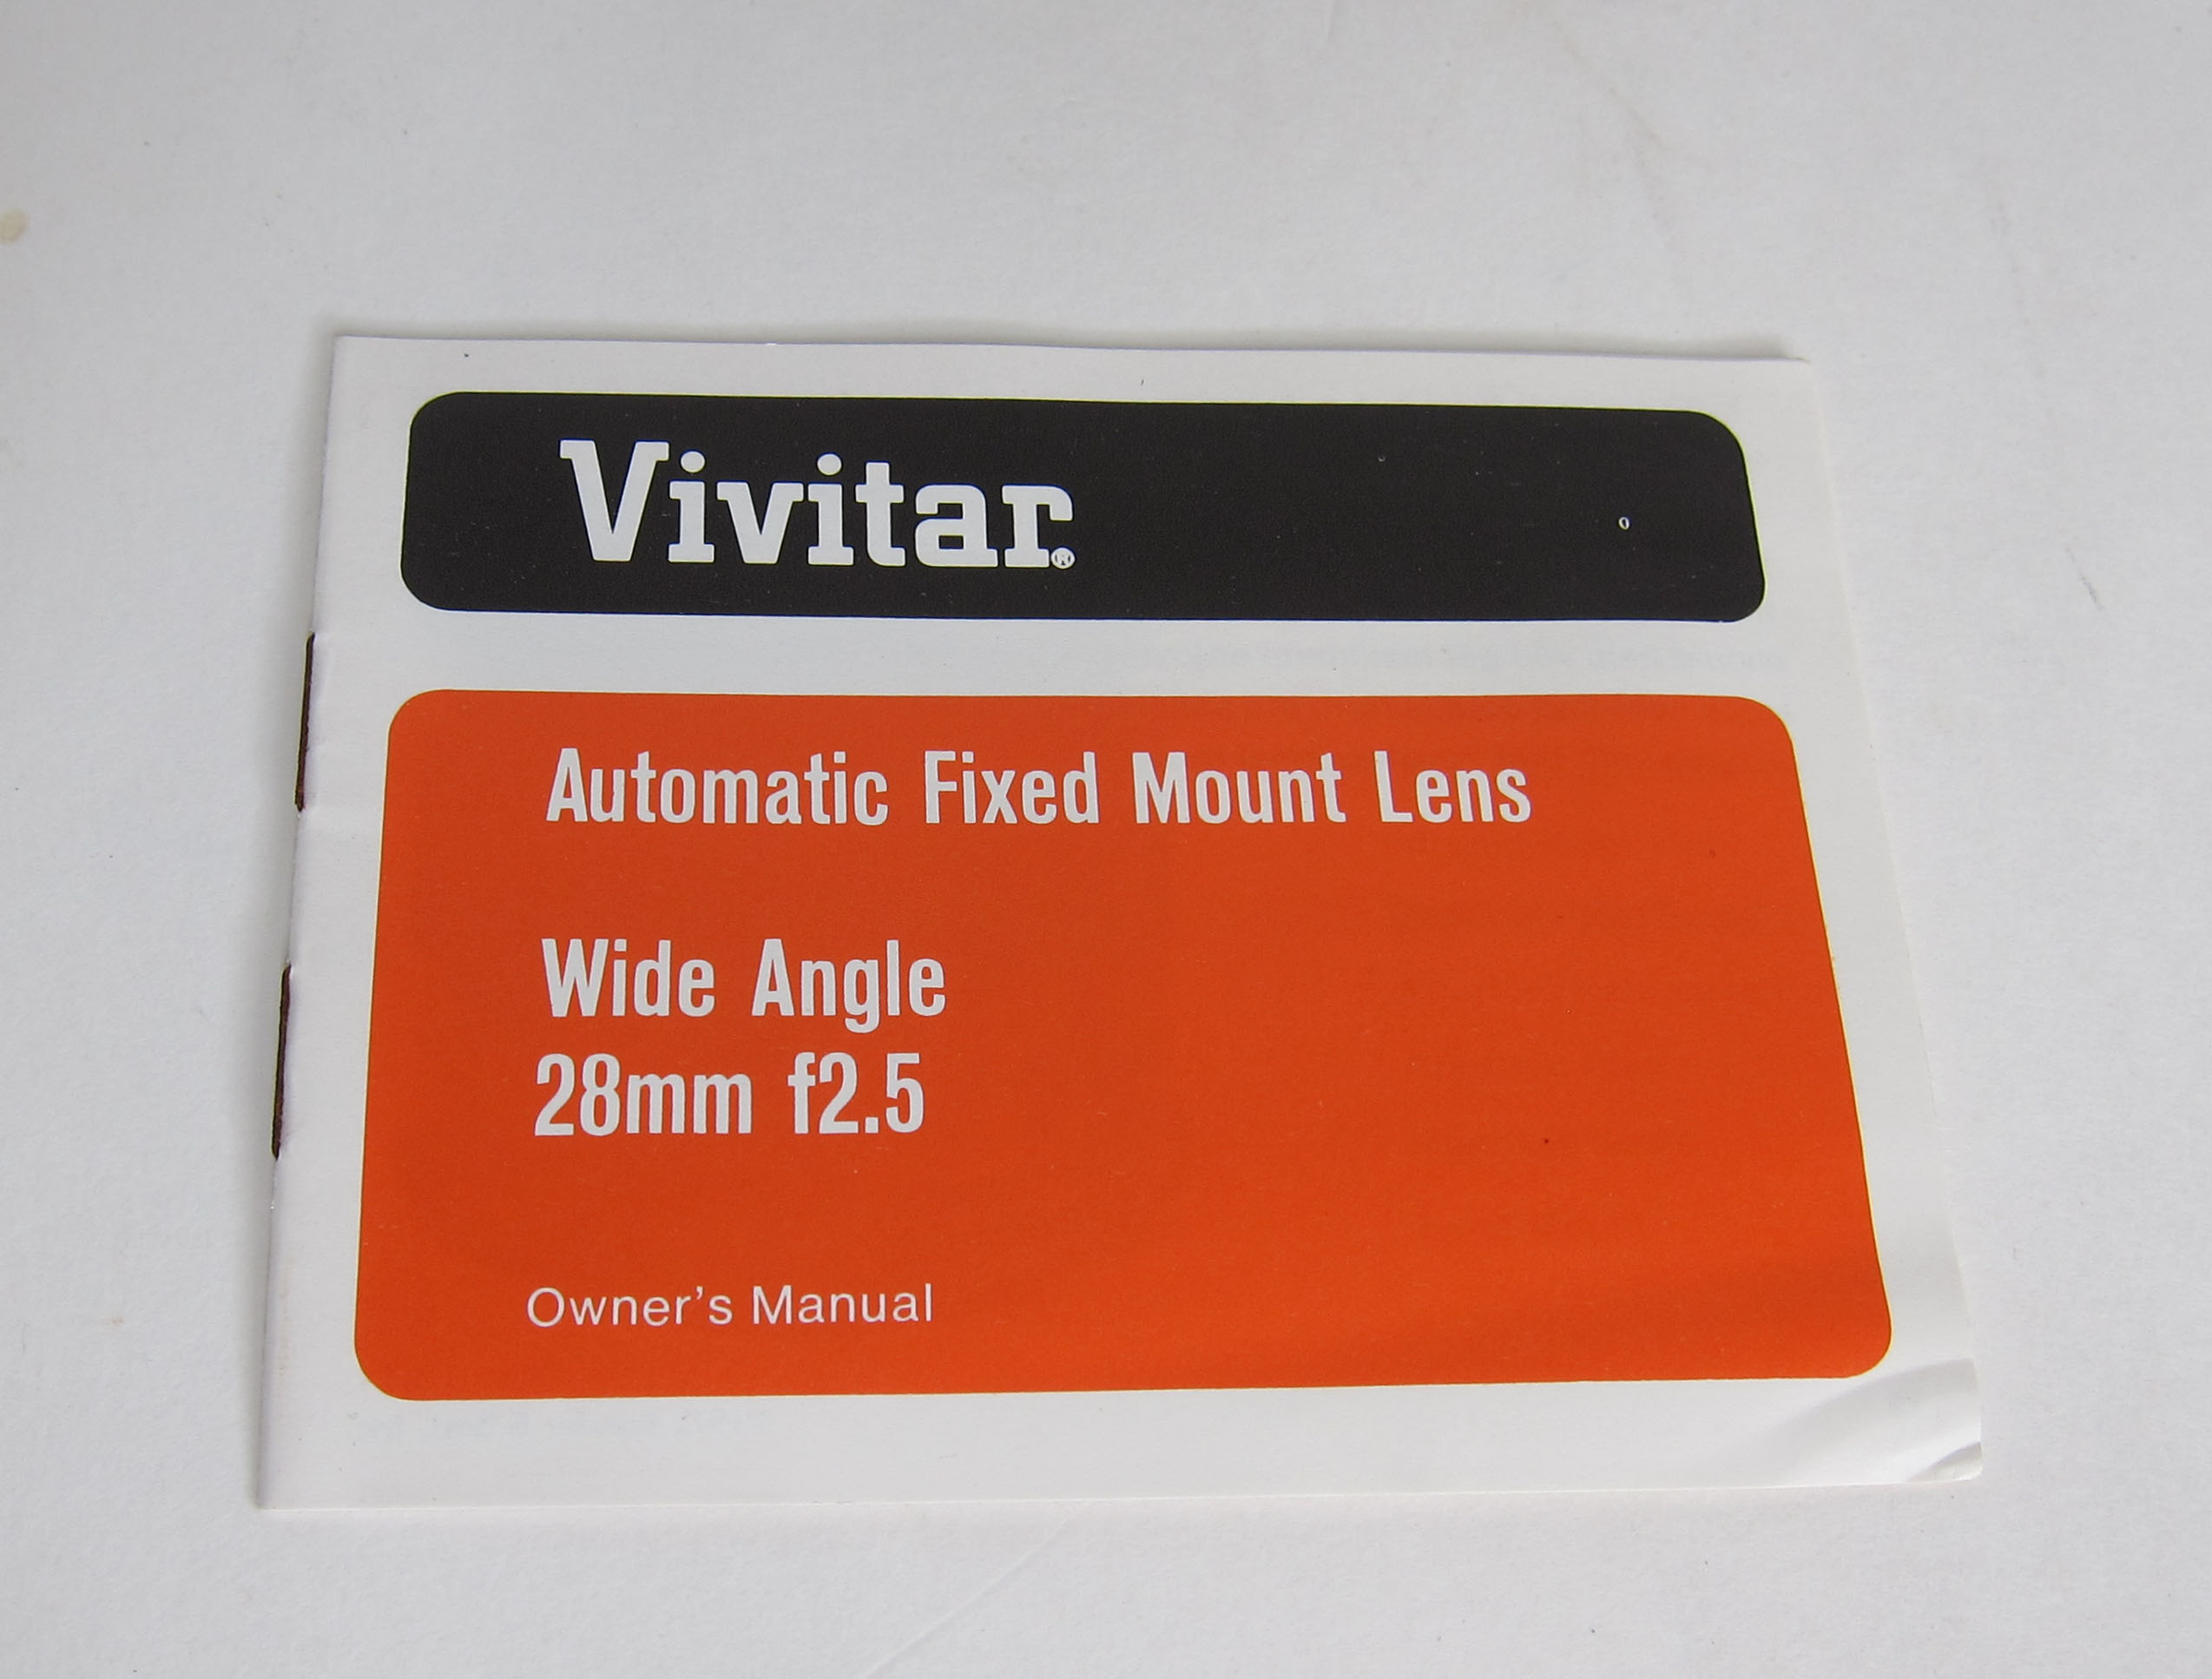 Vivitar®
Automatic Fixed Mount Lens
Wide Angle
28mm f2.5
Owner's Manual